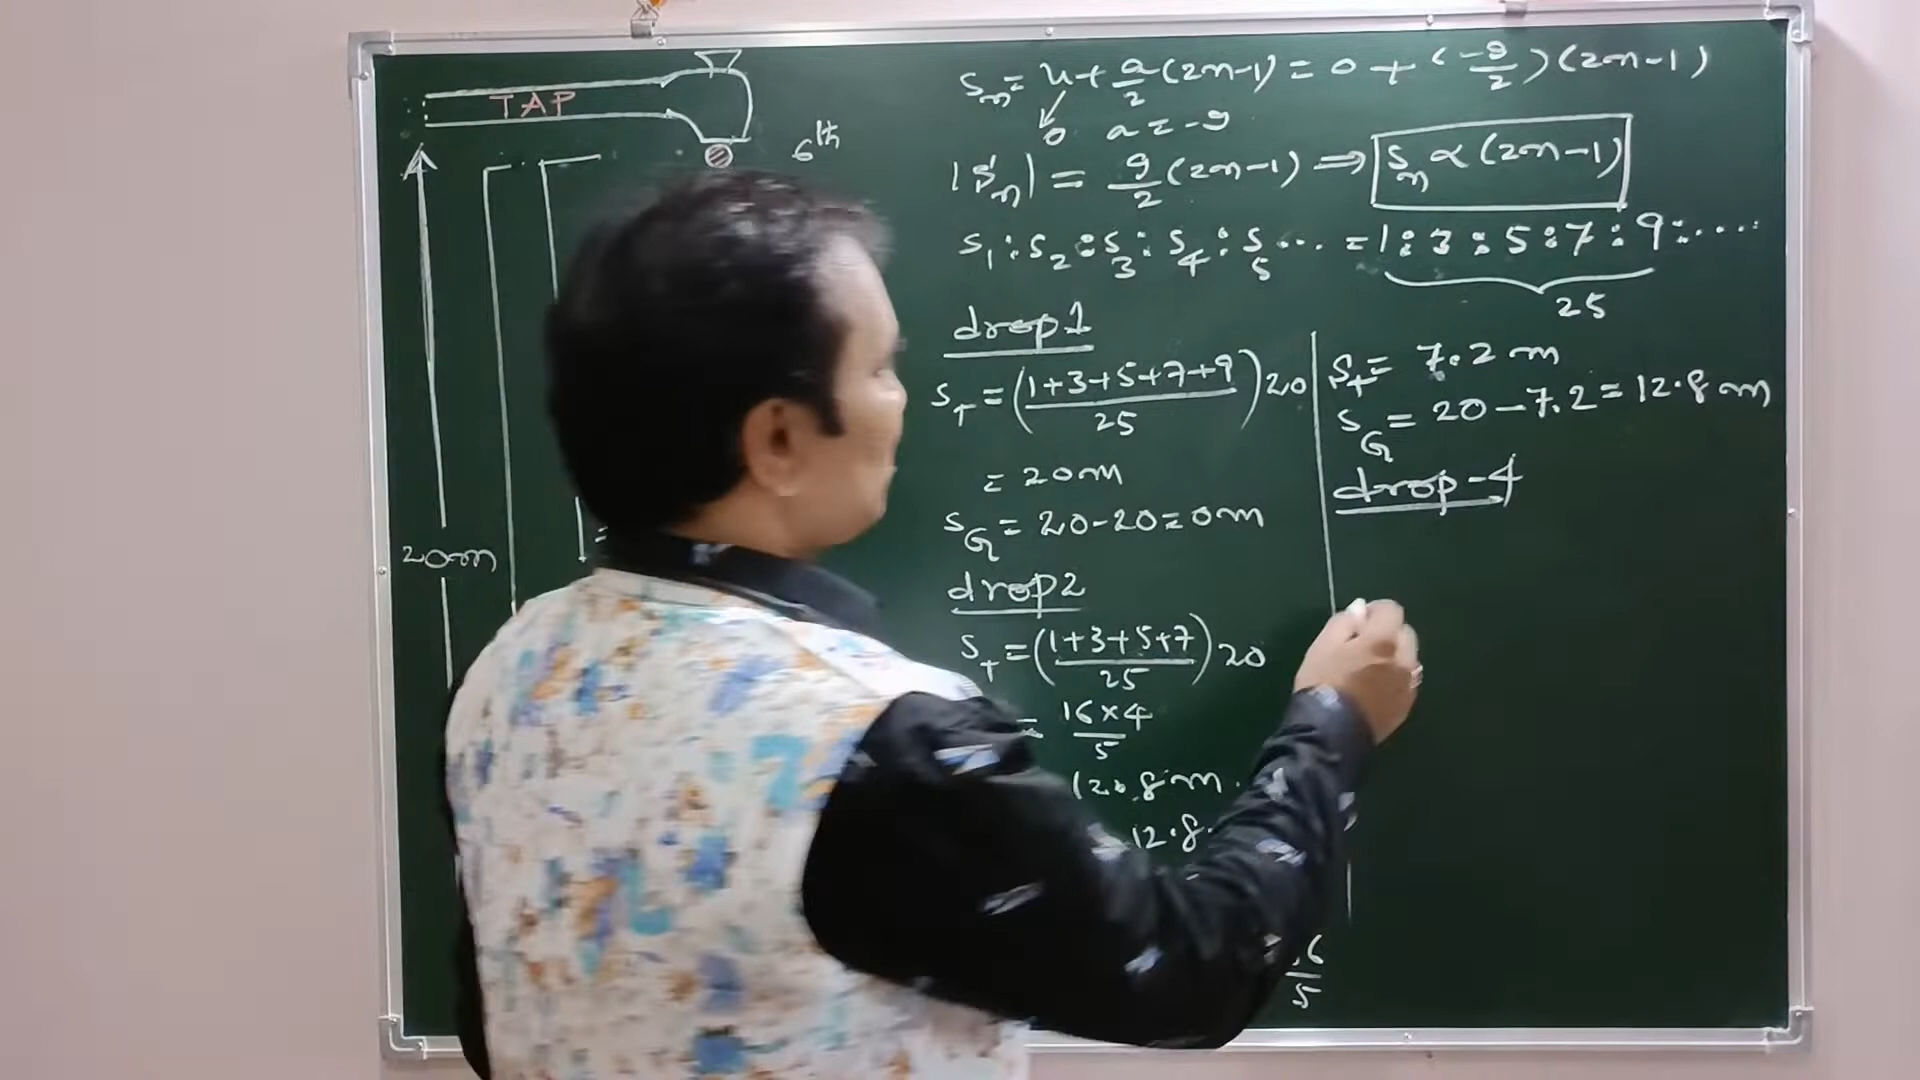 TAP
6th
20m
Sn = u + a/2 (2n-1) = 0 + (-g/2) (2n-1)
0 a = -g
|Sn| = g/2 (2n-1) ⇒ Sn ∝ (2n-1)
S1 : S2 : S3 : S4 : S5 ... = 1 : 3 : 5 : 7 : 9 : ....
25
drop 1
ST = (1+3+5+7+9 / 25) 20
= 20m
SG = 20-20 = 0m
drop 2
ST = (1+3+5+7 / 25) 20
= 16×4 / 5
12.8m.
12.8
ST = 7.2 m
SG = 20 - 7.2 = 12.8 m
drop-4